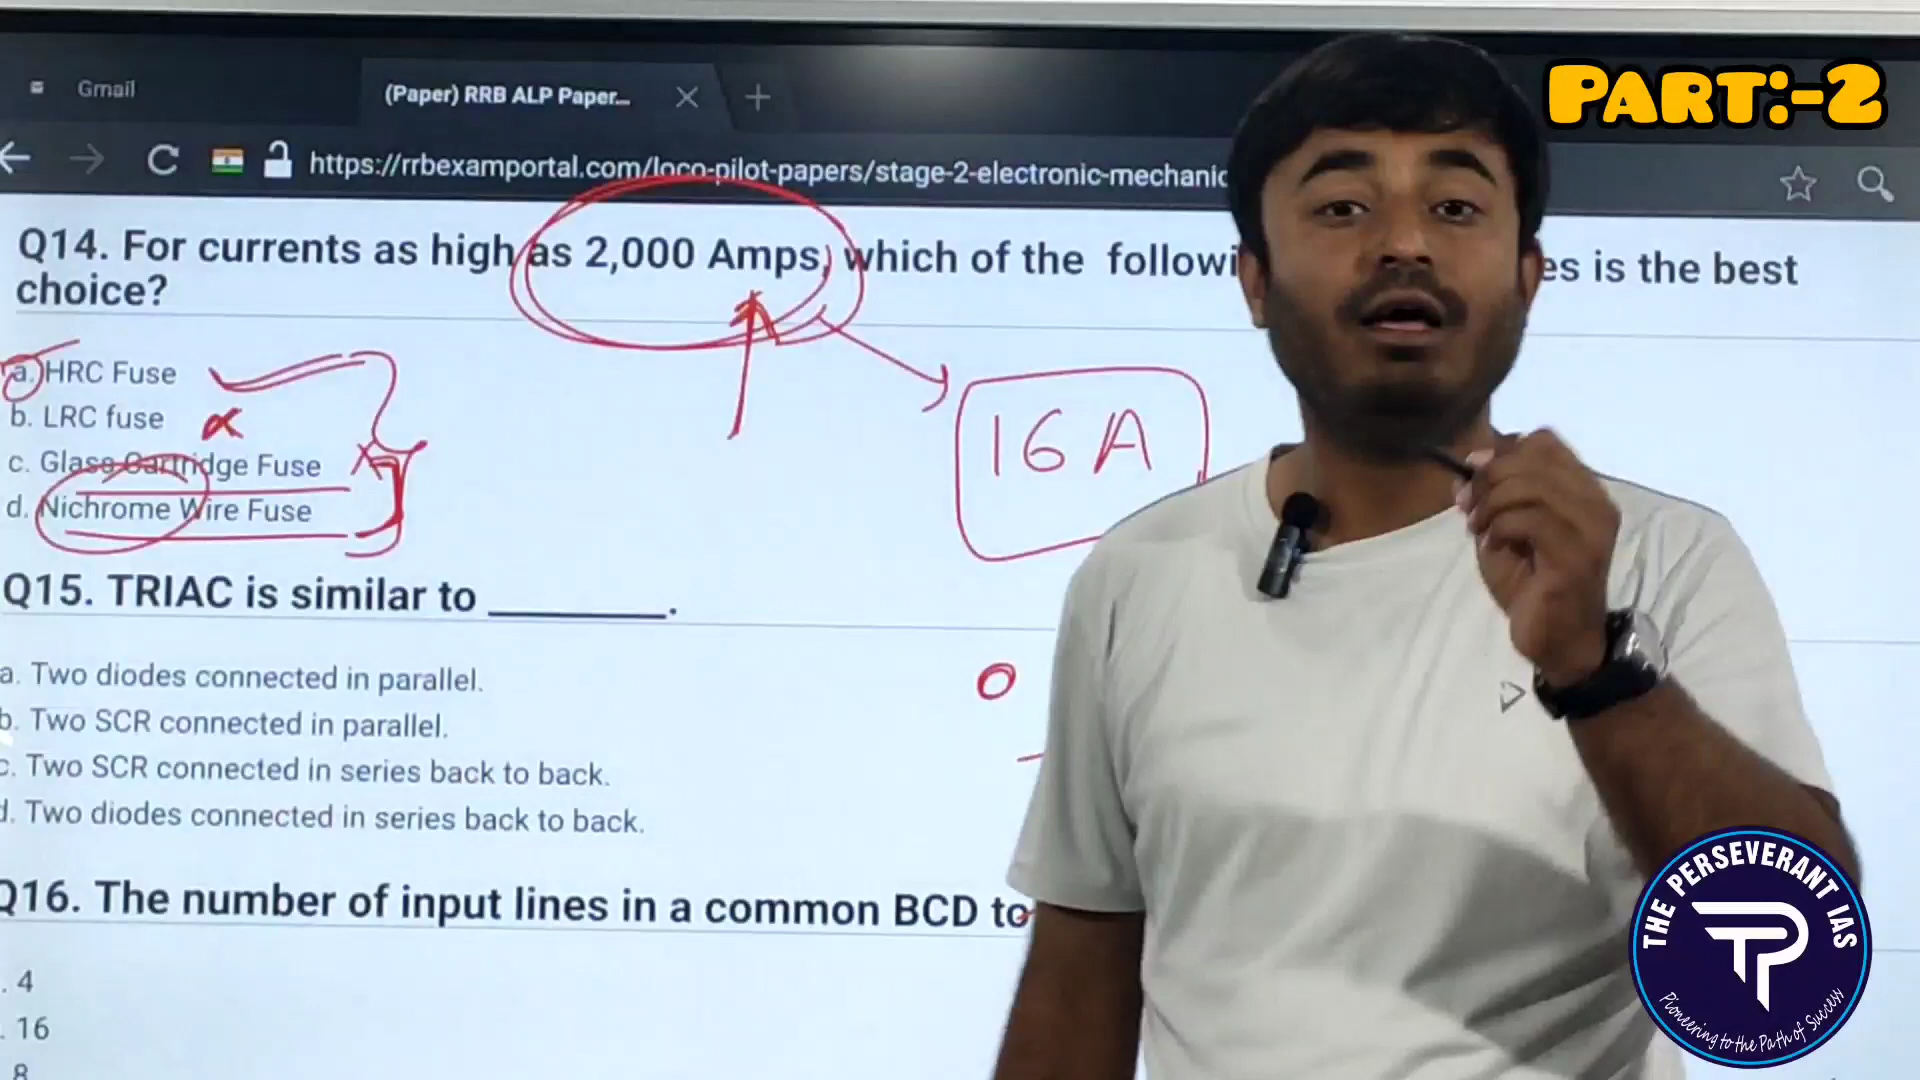 PART:-2
Gmail
(Paper) RRB ALP Paper...
https://rrbexamportal.com/loco-pilot-papers/stage-2-electronic-mechanic
Q14. For currents as high as 2,000 Amps, which of the followi es is the best
choice?
a. HRC Fuse
b. LRC fuse
c. Glass Cartridge Fuse
d. Nichrome Wire Fuse
16 A
Q15. TRIAC is similar to ________.
a. Two diodes connected in parallel.
b. Two SCR connected in parallel.
c. Two SCR connected in series back to back.
d. Two diodes connected in series back to back.
Q16. The number of input lines in a common BCD to
. 4
. 16
8
THE PERSEVERANT IAS
TP
Pioneering to the Path of Success